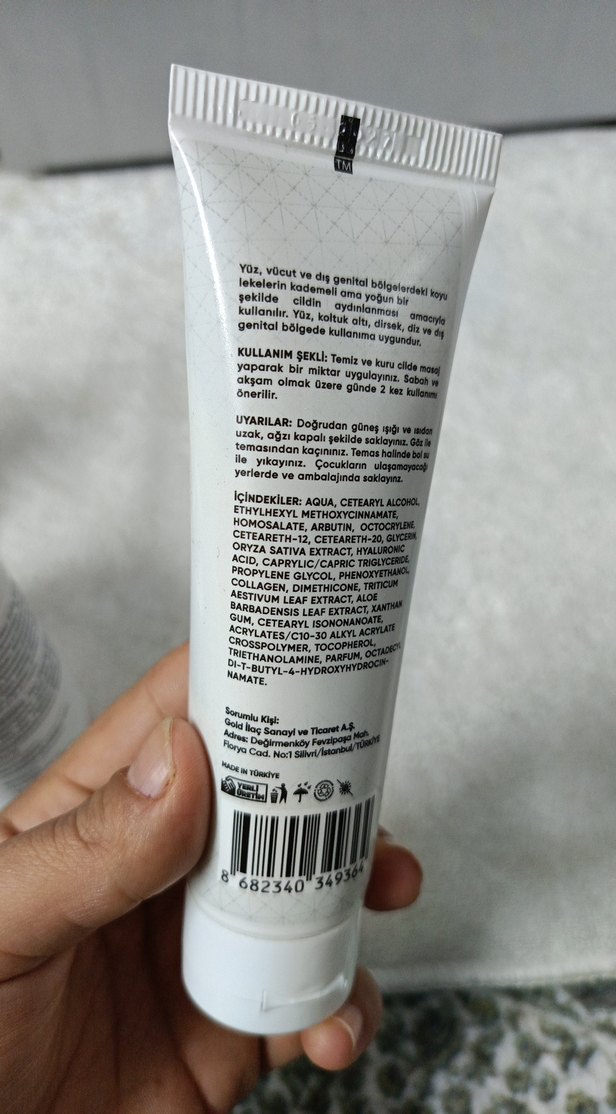 TM
Yüz, vücut ve dış genital bölgelerdeki koyu
lekelerin kademeli ama yoğun bir
şekilde cildin aydınlanması amacıyla
kullanılır. Yüz, koltuk altı, dirsek, diz ve dış
genital bölgede kullanıma uygundur.
KULLANIM ŞEKLİ: Temiz ve kuru cilde masaj
yaparak bir miktar uygulayınız. Sabah ve
akşam olmak üzere günde 2 kez kullanımı
önerilir.
UYARILAR: Doğrudan güneş ışığı ve ısıdan
uzak, ağzı kapalı şekilde saklayınız. Göz ile
temasından kaçınınız. Temas halinde bol su
ile yıkayınız. Çocukların ulaşamayacağı
yerlerde ve ambalajında saklayınız.
İÇİNDEKİLER: AQUA, CETEARYL ALCOHOL,
ETHYLHEXYL METHOXYCINNAMATE,
HOMOSALATE, ARBUTIN, OCTOCRYLENE,
CETEARETH-12, CETEARETH-20, GLYCERIN,
ORYZA SATIVA EXTRACT, HYALURONIC
ACID, CAPRYLIC/CAPRIC TRIGLYCERIDE,
PROPYLENE GLYCOL, PHENOXYETHANOL,
COLLAGEN, DIMETHICONE, TRITICUM
AESTIVUM LEAF EXTRACT, ALOE
BARBADENSIS LEAF EXTRACT, XANTHAN
GUM, CETEARYL ISONONANOATE,
ACRYLATES/C10-30 ALKYL ACRYLATE
CROSSPOLYMER, TOCOPHEROL,
TRIETHANOLAMINE, PARFUM, OCTADECYL
DI-T-BUTYL-4-HYDROXYHYDROCIN-
NAMATE.
Sorumlu Kişi:
Gold İlaç Sanayi ve Ticaret A.Ş.
Adres: Değirmenköy Fevzipaşa Mah.
Florya Cad. No:1 Silivri/İstanbul/TÜRKİYE
MADE IN TÜRKİYE
YERLİ
ÜRETİM
8 682340 349364